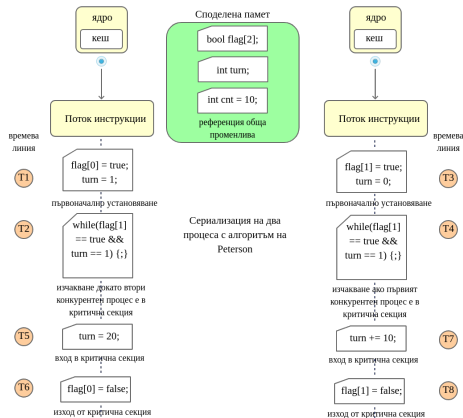 ядро
кеш
Поток инструкции
времева
линия
T1
flag[0] = true;
turn = 1;
първоначално установяване
T2
while(flag[1]
== true &&
turn == 1) {;}
изчакване докато втори
конкурентен процес е в
критична секция
T5
turn = 20;
вход в критична секция
T6
flag[0] = false;
изход от критична секция
Споделена памет
bool flag[2];
int turn;
int cnt = 10;
референция обща
променлива
Сериализация на два
процеса с алгоритъм на
Peterson
ядро
кеш
Поток инструкции
времева
линия
T3
flag[1] = true;
turn = 0;
първоначално установяване
T4
while(flag[1]
== true &&
turn == 1) {;}
изчакване ако първият
конкурентен процес е в
критична секция
T7
turn += 10;
вход в критична секция
T8
flag[1] = false;
изход от критична секция